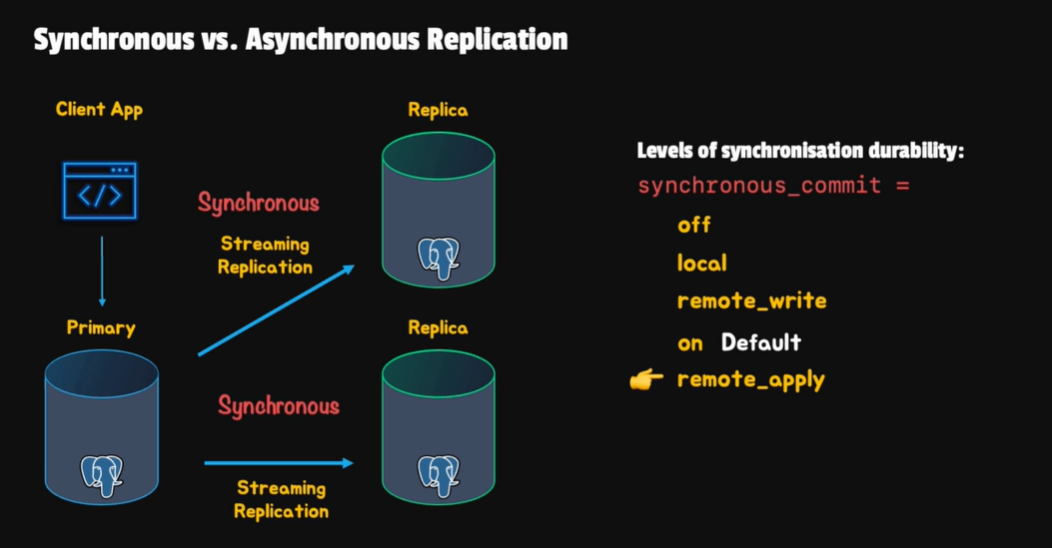 Synchronous vs. Asynchronous Replication
Client App
</>
Primary
Synchronous
Streaming
Replication
Replica
Synchronous
Streaming
Replication
Replica
Levels of synchronisation durability:
synchronous_commit =
off
local
remote_write
on Default
remote_apply